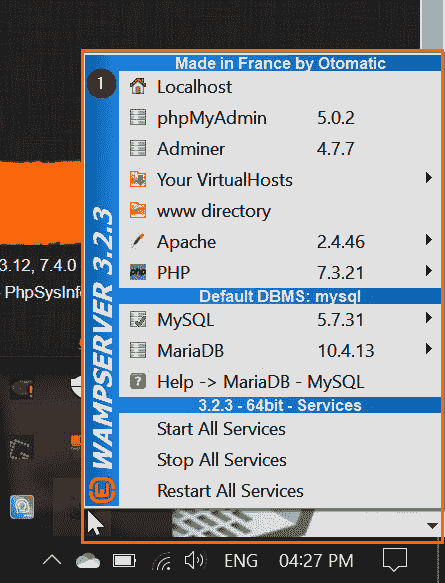 Made in France by Otomatic
1
Localhost
phpMyAdmin 5.0.2
Adminer 4.7.7
Your VirtualHosts
www directory
Apache 2.4.46
3.12, 7.4.0
PHP 7.3.21
php
- PhpSysInfo
Default DBMS: mysql
MySQL 5.7.31
MariaDB 10.4.13
? Help -> MariaDB - MySQL
3.2.3 - 64bit - Services
Start All Services
Stop All Services
Restart All Services
WAMPSERVER 3.2.3
ENG 04:27 PM